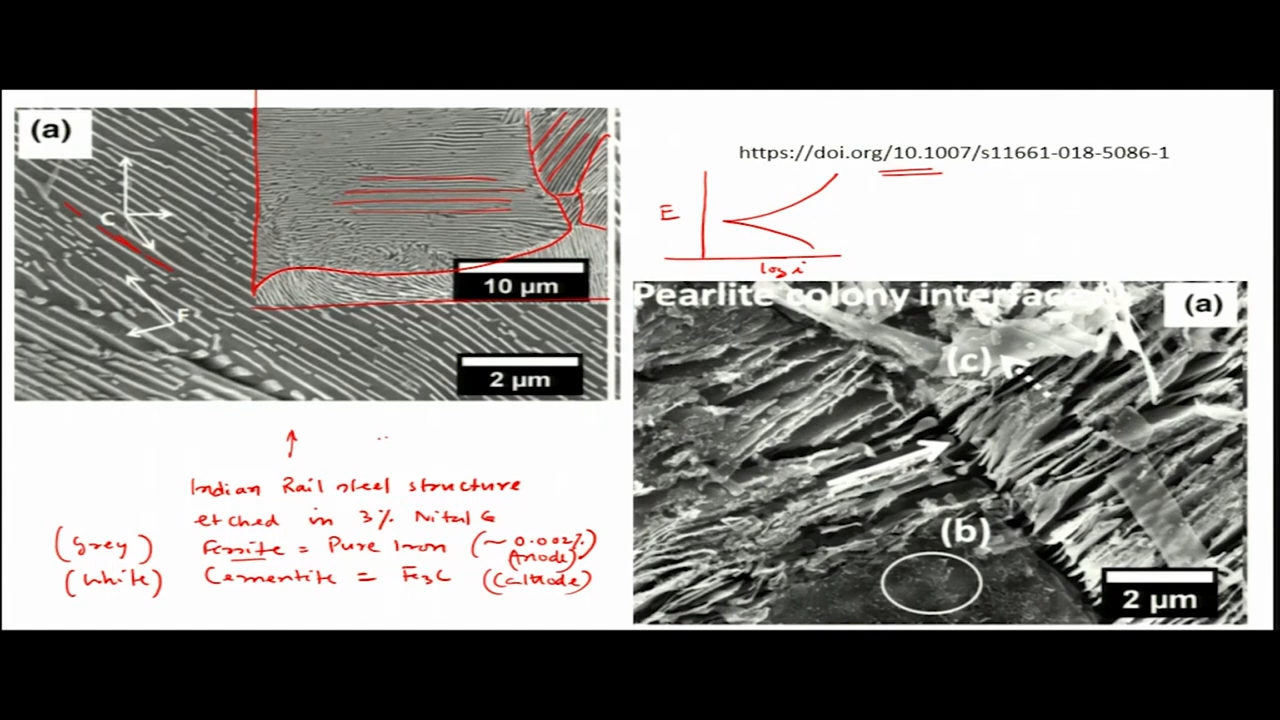 (a)
C
F
10 µm
2 µm
https://doi.org/10.1007/s11661-018-5086-1
E
log i
Pearlite colony interface
(a)
(c)
(b)
2 µm
Indian Rail steel structure
etched in 3% Nital
(Grey) Ferrite = Pure Iron (~ 0.002%)
(Anode)
(White) Cementite = Fe3C (Cathode)